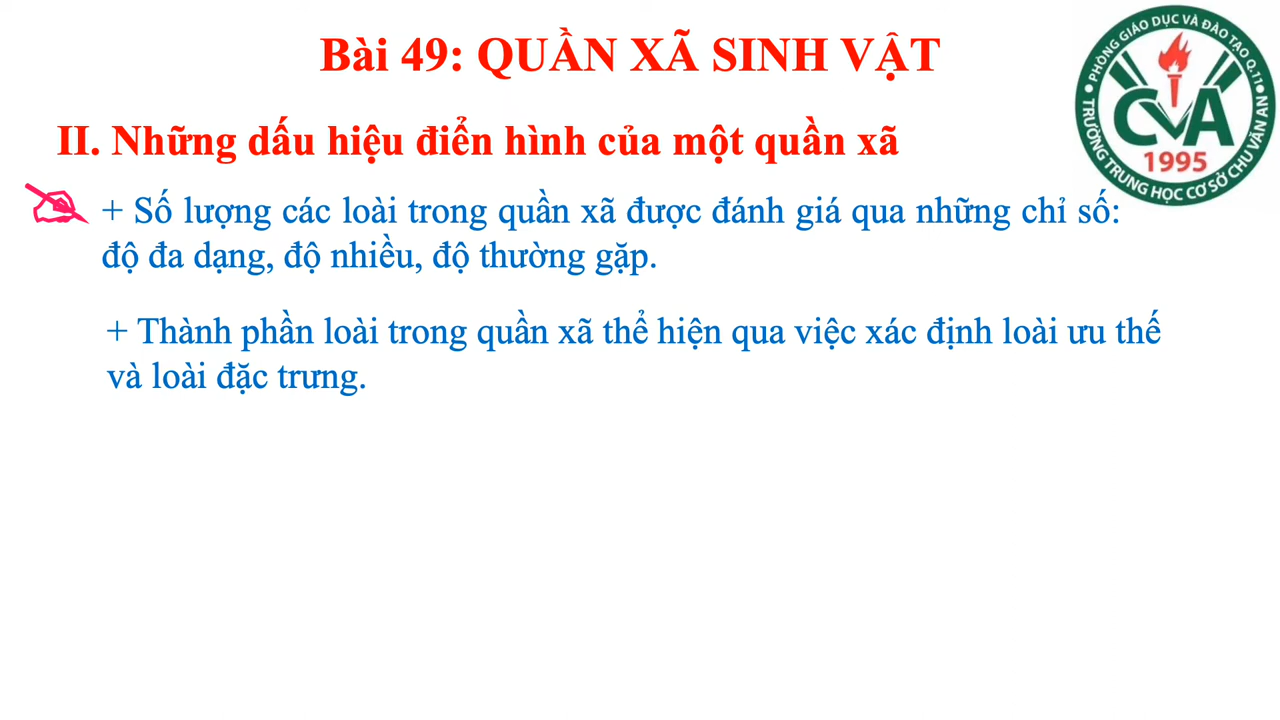 Bài 49: QUẦN XÃ SINH VẬT
PHÒNG GIÁO DỤC VÀ ĐÀO TẠO Q.11
CVA
1995
TRƯỜNG TRUNG HỌC CƠ SỞ CHU VĂN AN
II. Những dấu hiệu điển hình của một quần xã
+ Số lượng các loài trong quần xã được đánh giá qua những chỉ số:
độ đa dạng, độ nhiều, độ thường gặp.
+ Thành phần loài trong quần xã thể hiện qua việc xác định loài ưu thế
và loài đặc trưng.